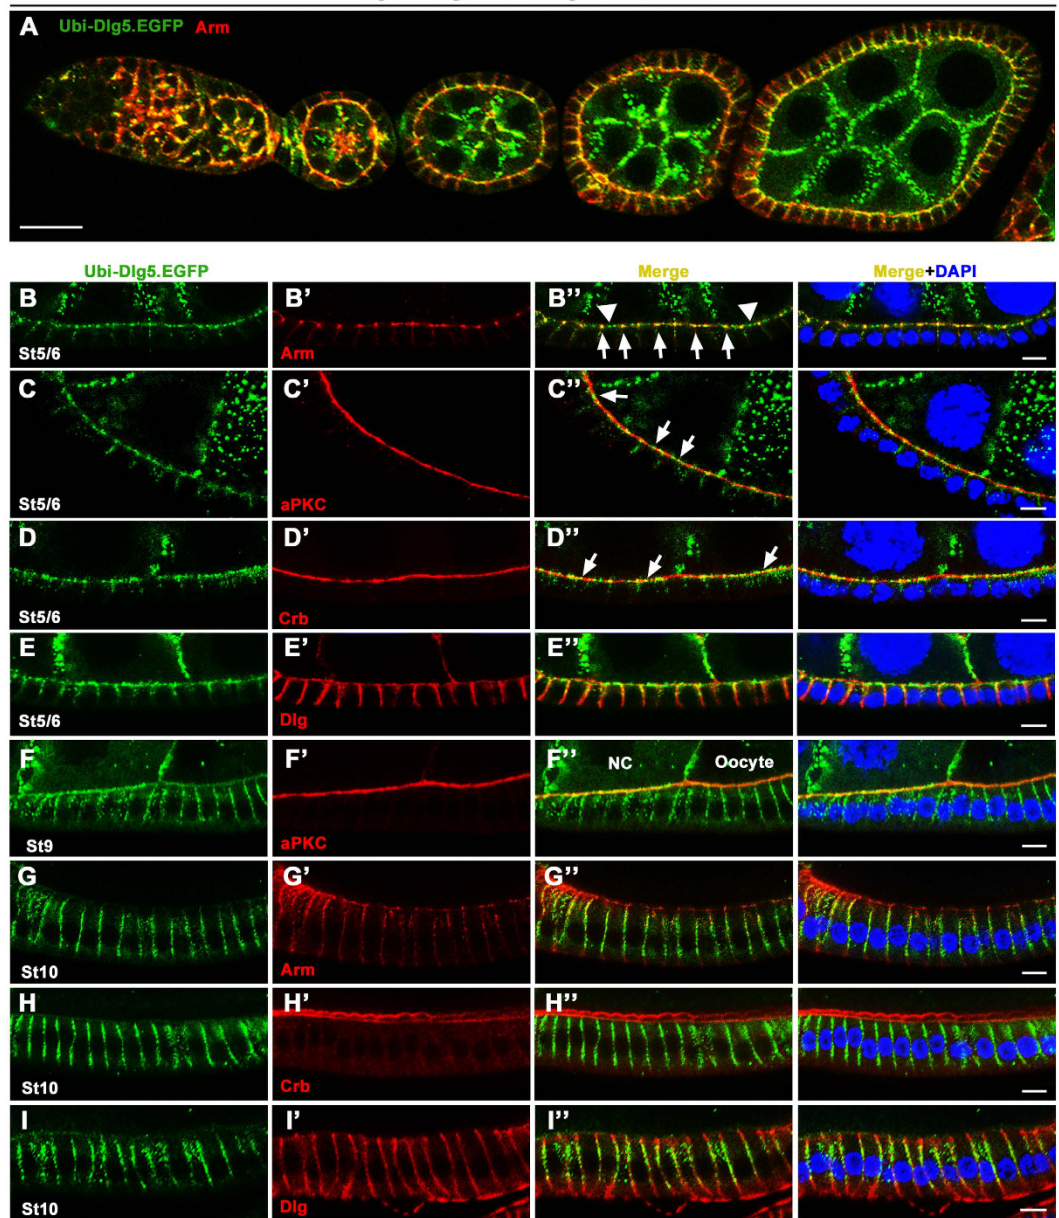 A Ubi-Dlg5.EGFP Arm
Ubi-Dlg5.EGFP Merge Merge+DAPI
B B’ B’’
St5/6 Arm
C C’ C’’
St5/6 aPKC
D D’ D’’
St5/6 Crb
E E’ E’’
St5/6 Dlg
F F’ F’’ NC Oocyte
St9 aPKC
G G’ G’’
St10 Arm
H H’ H’’
St10 Crb
I I’ I’’
St10 Dlg